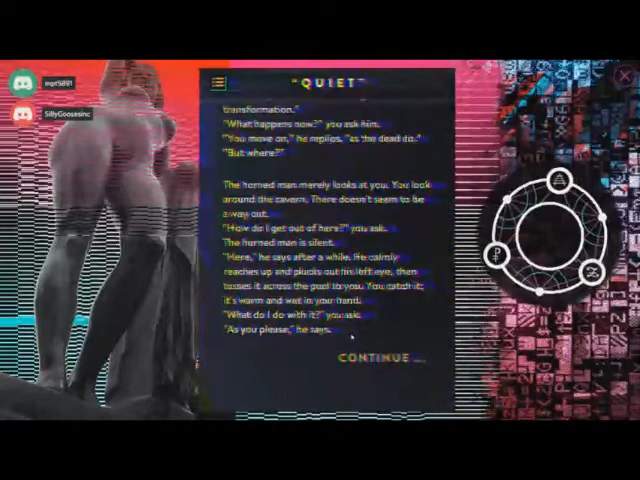 mpt5891
SillyGoosesinc
"QUIET"
transformation."
"What happens now?" you ask him.
"You move on," he replies, "as the dead do."
"But where?"
The horned man merely looks at you. You look
around the cavern. There doesn't seem to be
a way out.
"How do I get out of here?" you ask.
The horned man is silent.
"Here," he says after a while. He calmly
reaches up and plucks out his left eye, then
tosses it across the pool to you. You catch it;
it's warm and wet in your hand.
"What do I do with it?" you ask.
"As you please," he says.
CONTINUE ...